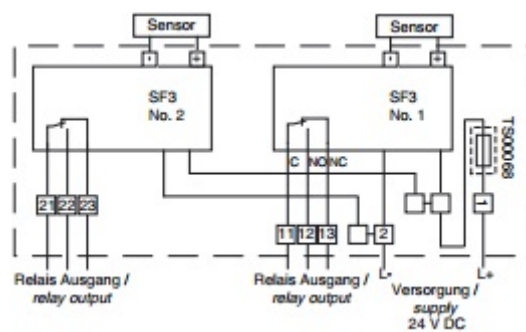 Sensor
Sensor
- +
- +
SF3
No. 2
SF3
No. 1
TS00068
C NO NC
21 22 23
11 12 13
2
1
Relais Ausgang /
relay output
Relais Ausgang /
relay output
L-
L+
Versorgung /
supply
24 V DC